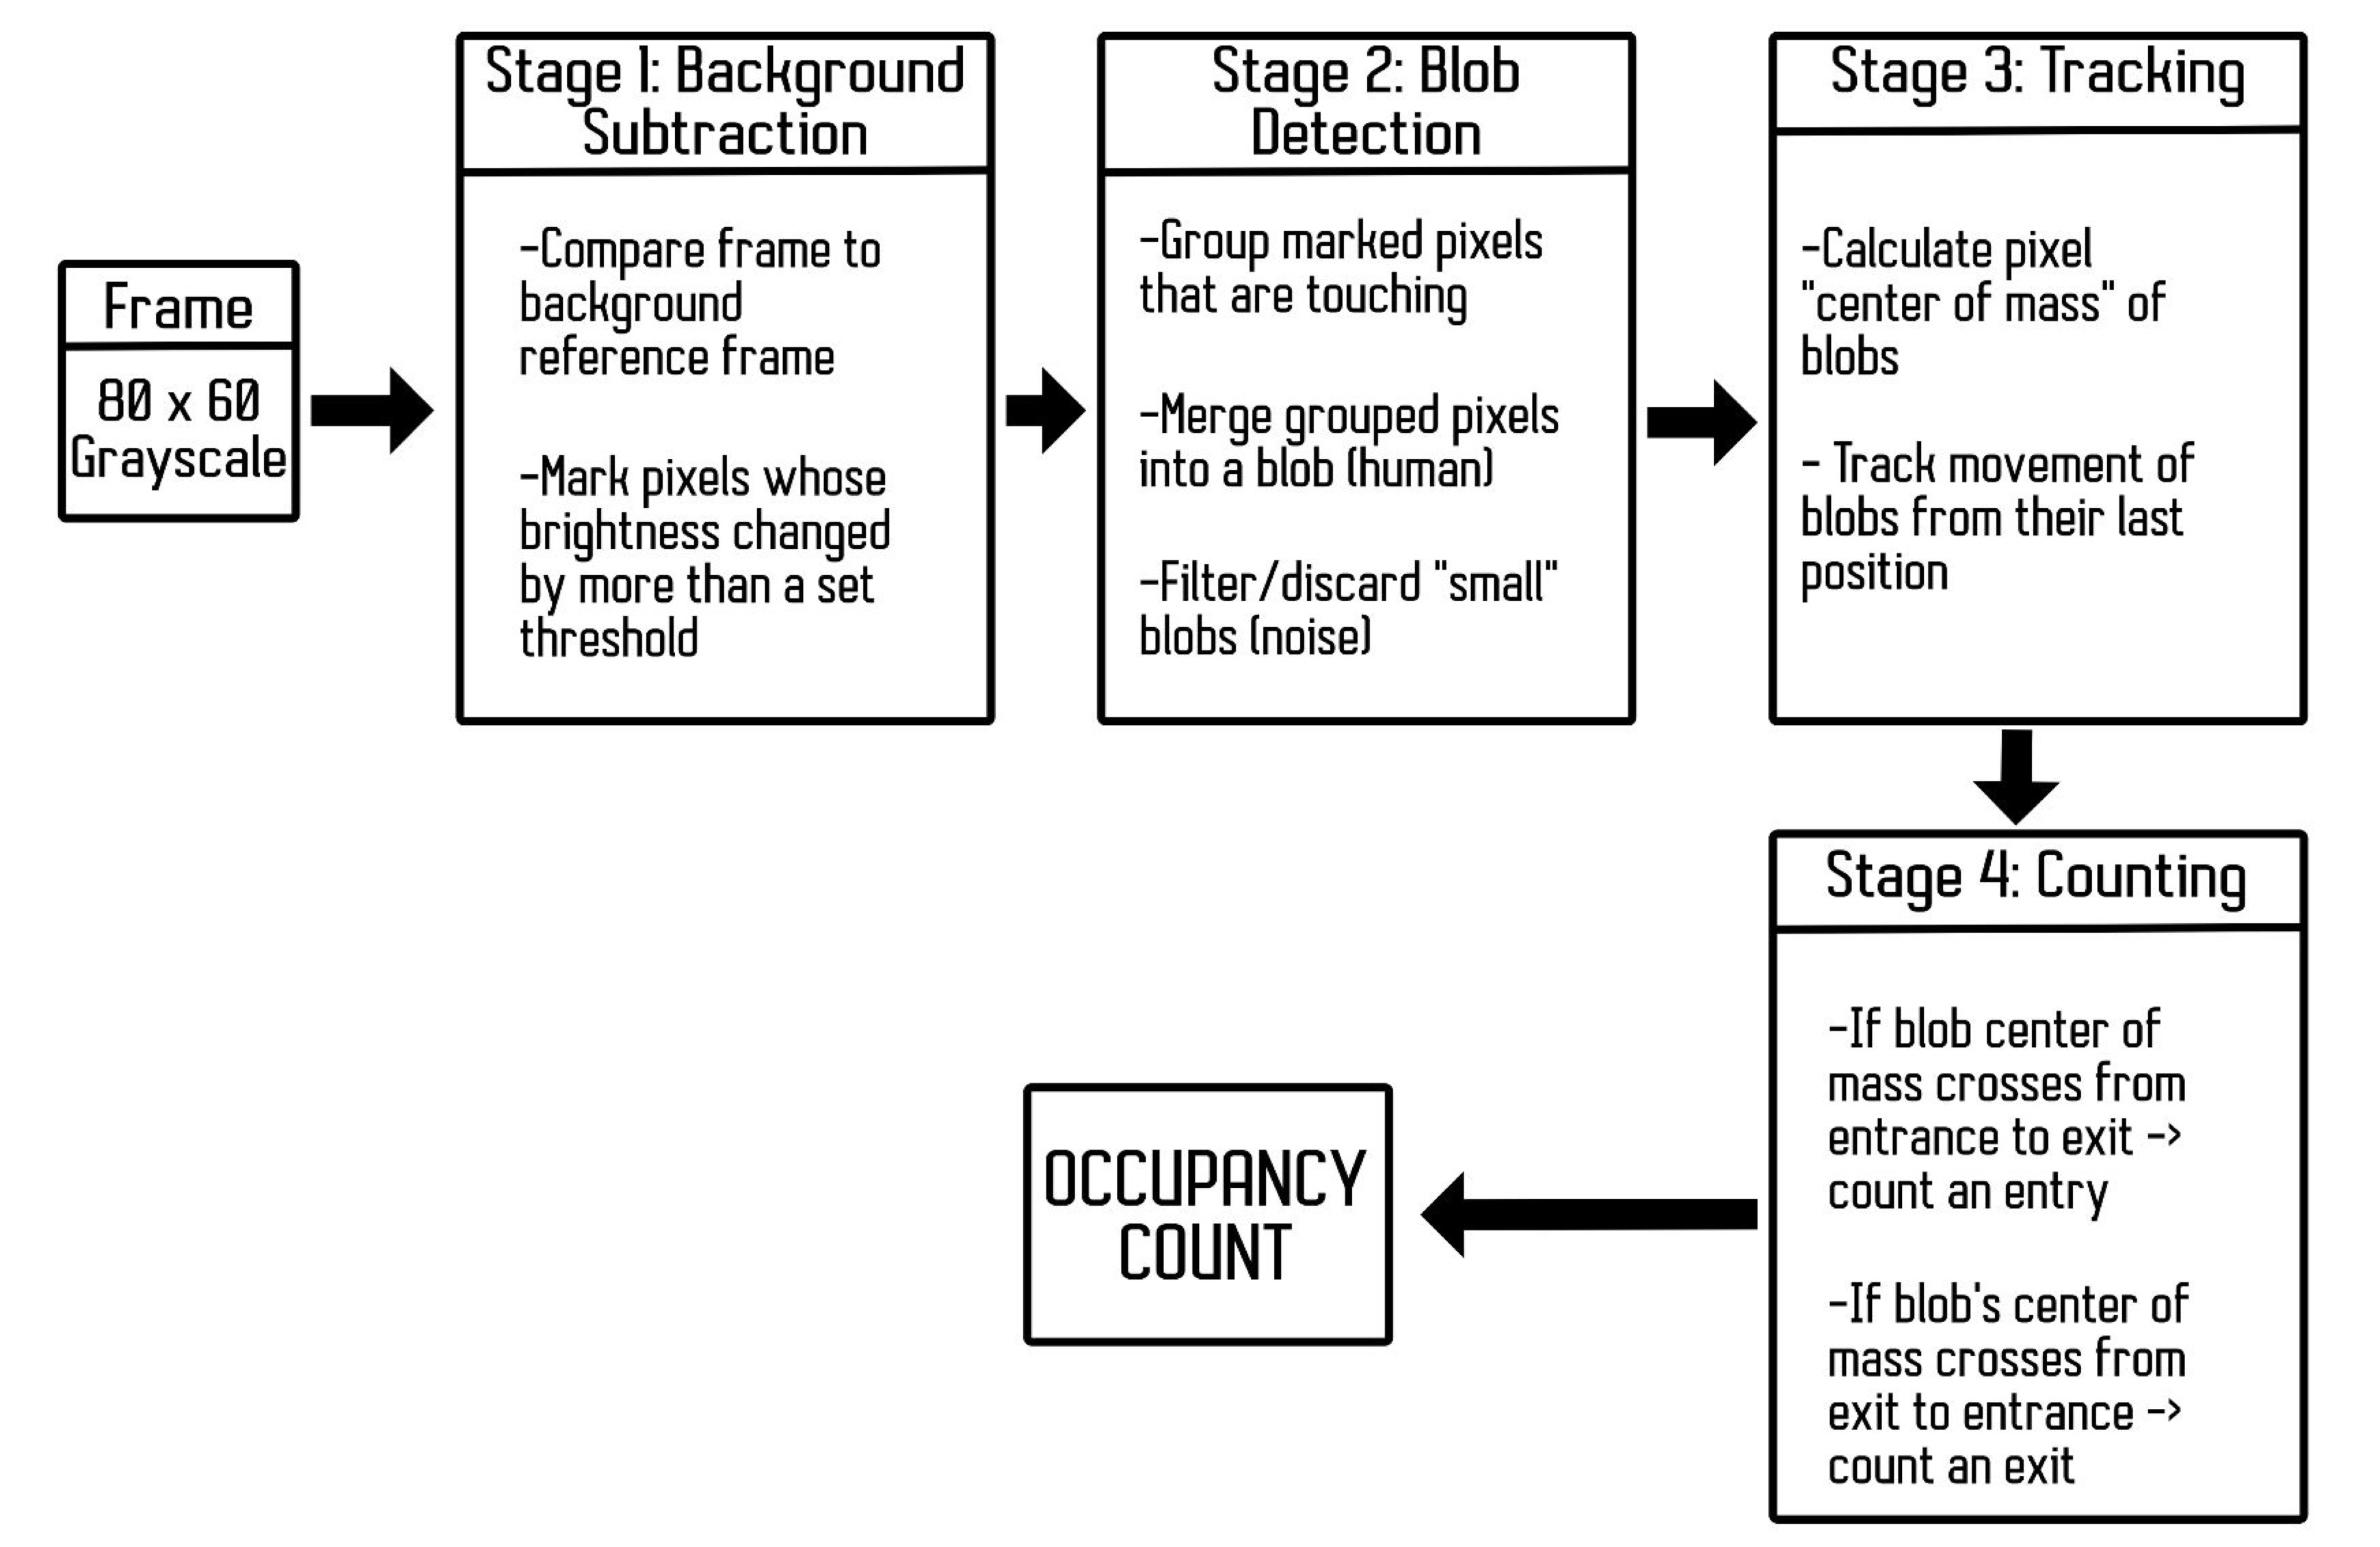 Frame
80 x 60
Grayscale
Stage 1: Background
Subtraction
-Compare frame to
background
reference frame
-Mark pixels whose
brightness changed
by more than a set
threshold
Stage 2: Blob
Detection
-Group marked pixels
that are touching
-Merge grouped pixels
into a blob (human)
-Filter/discard "small"
blobs (noise)
Stage 3: Tracking
-Calculate pixel
"center of mass" of
blobs
- Track movement of
blobs from their last
position
Stage 4: Counting
-If blob center of
mass crosses from
entrance to exit ->
count an entry
-If blob's center of
mass crosses from
exit to entrance ->
count an exit
OCCUPANCY
COUNT